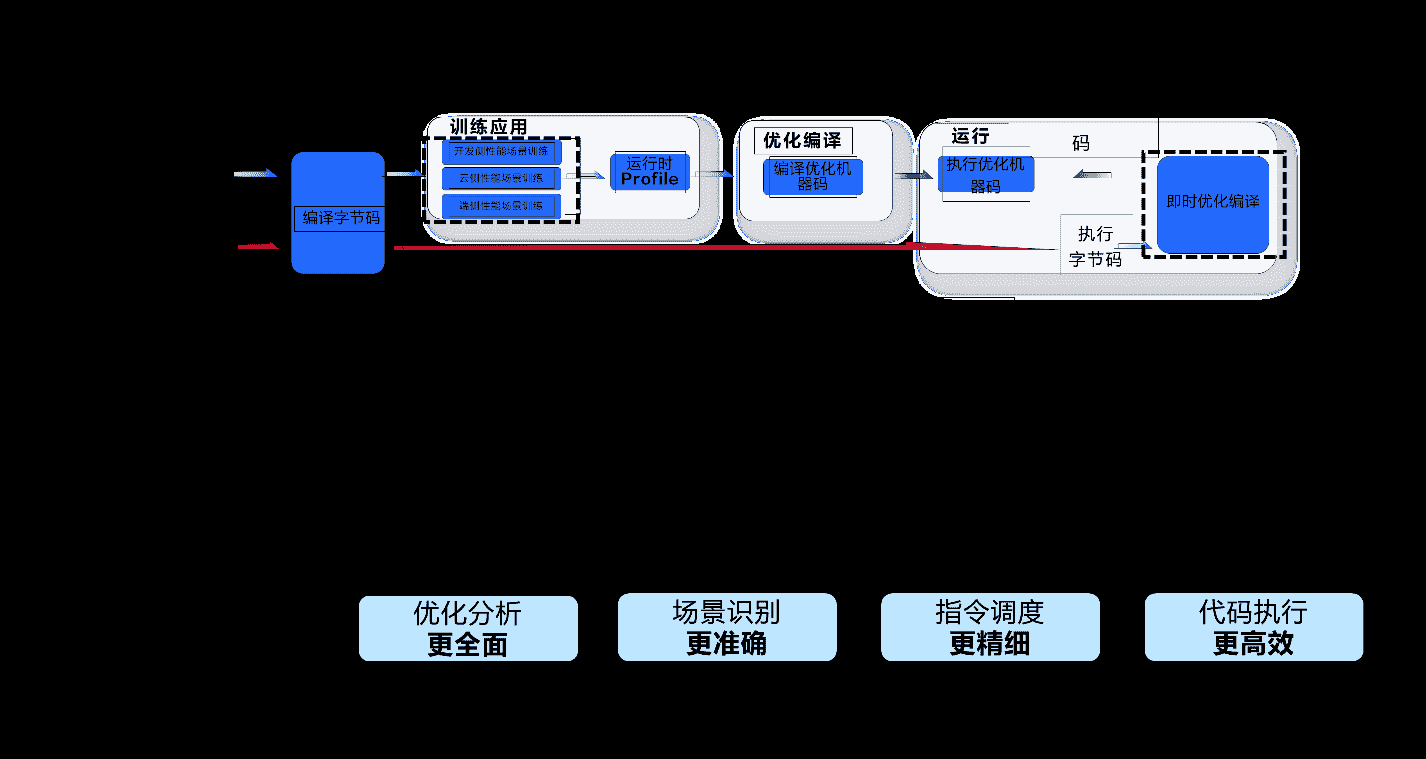 训练应用
开发侧性能场景训练
云侧性能场景训练
端侧性能场景训练
运行时
Profile
编译字节码
优化编译
编译优化机
器码
运行
执行优化机
器码
码
即时优化编译
执行
字节码
优化分析
更全面
场景识别
更准确
指令调度
更精细
代码执行
更高效